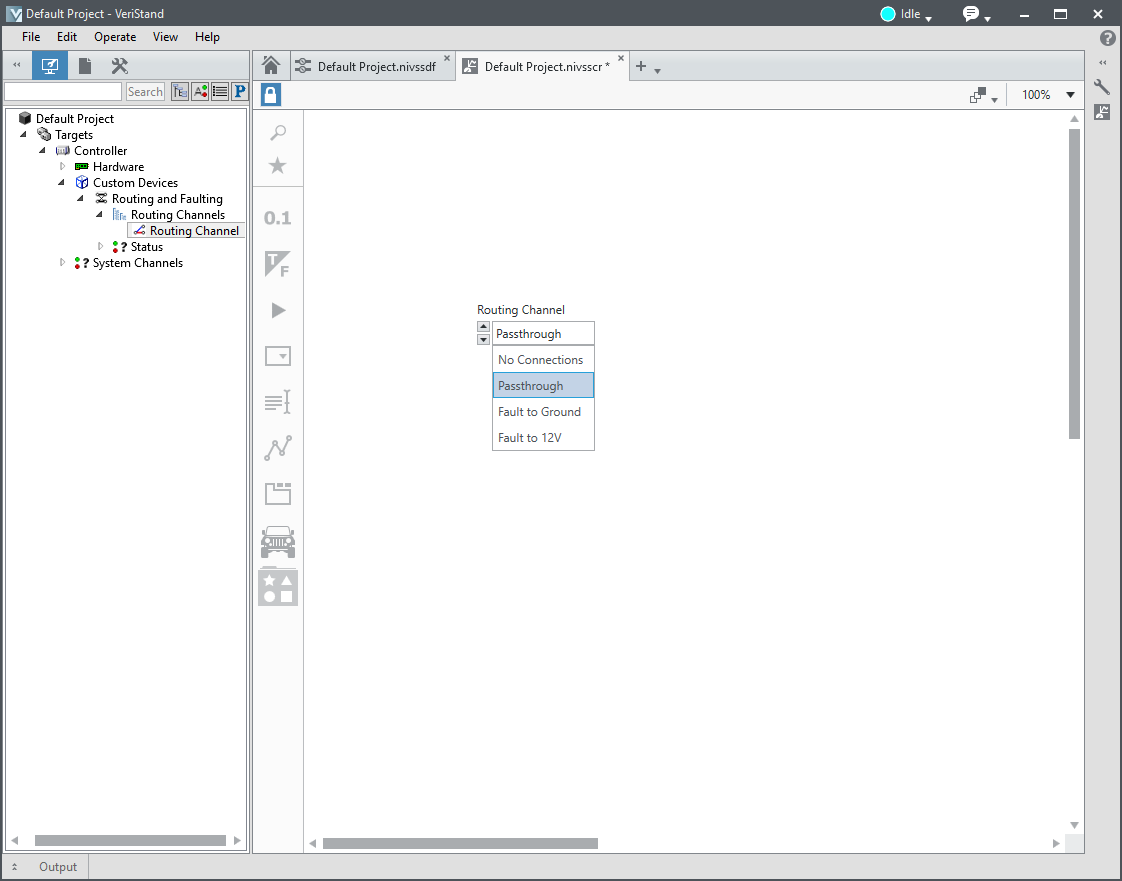 Default Project - VeriStand
Idle
File Edit Operate View Help
Default Project.nivssdf
Default Project.nivsscr *
Search
100%
Default Project
Targets
Controller
Hardware
Custom Devices
Routing and Faulting
Routing Channels
Routing Channel
Status
System Channels
0.1
T
F
Routing Channel
Passthrough
No Connections
Passthrough
Fault to Ground
Fault to 12V
Output